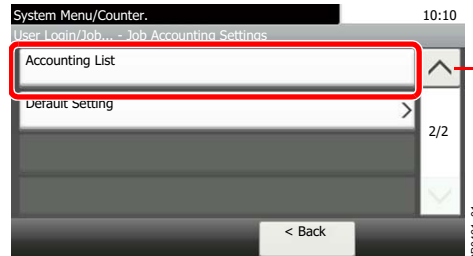 System Menu/Counter.
10:10
User Login/Job... - Job Accounting Settings
Accounting List
Default Setting
2/2
< Back